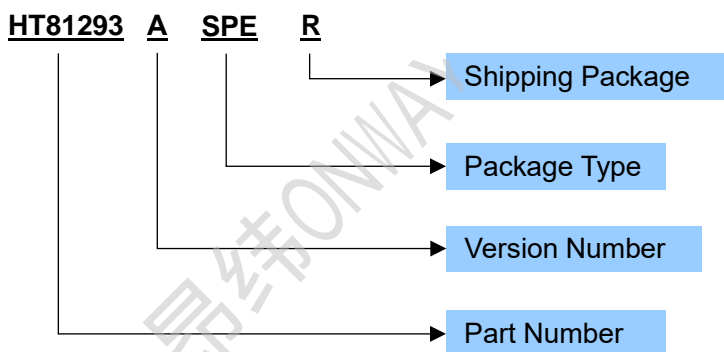 HT81293 A SPE R
Shipping Package
Package Type
Version Number
Part Number
昂纬ONWAY